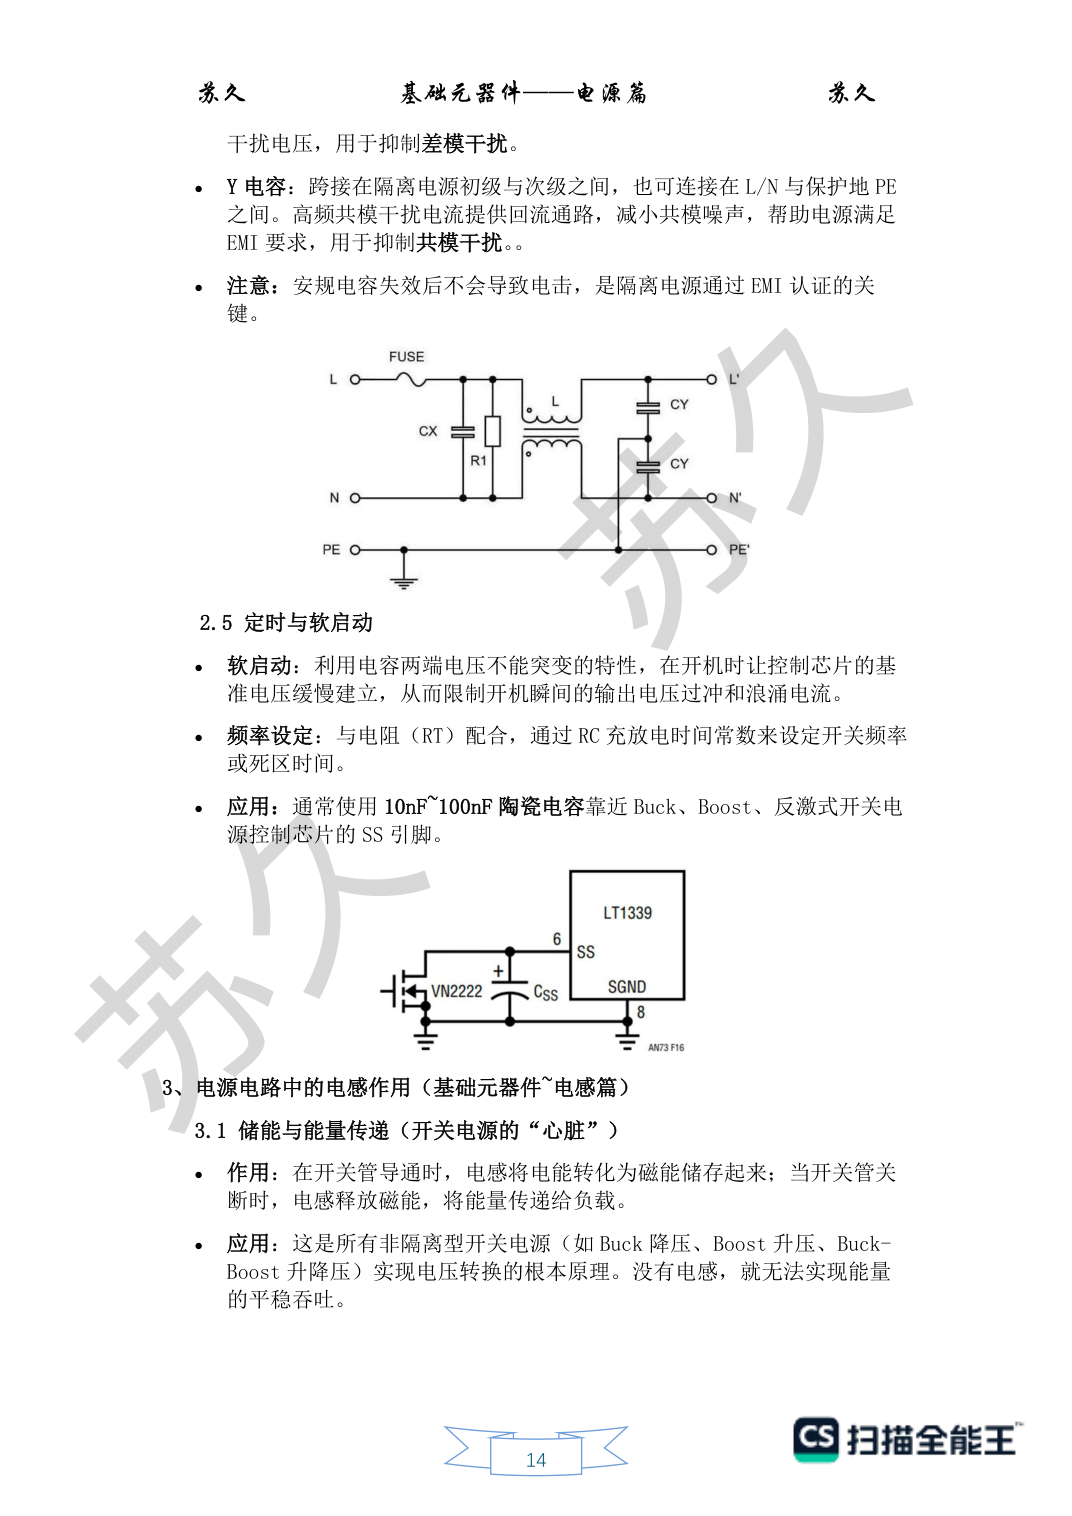 苏久 基础元器件——电源篇 苏久
干扰电压，用于抑制差模干扰。
• Y 电容：跨接在隔离电源初级与次级之间，也可连接在 L/N 与保护地 PE
之间。高频共模干扰电流提供回流通路，减小共模噪声，帮助电源满足
EMI 要求，用于抑制共模干扰。。
• 注意：安规电容失效后不会导致电击，是隔离电源通过 EMI 认证的关
键。
FUSE
L L'
L CY
CX
R1 CY
N N'
PE PE'
苏久
2.5 定时与软启动
• 软启动：利用电容两端电压不能突变的特性，在开机时让控制芯片的基
准电压缓慢建立，从而限制开机瞬间的输出电压过冲和浪涌电流。
• 频率设定：与电阻（RT）配合，通过 RC 充放电时间常数来设定开关频率
或死区时间。
• 应用：通常使用 10nF~100nF 陶瓷电容靠近 Buck、Boost、反激式开关电
源控制芯片的 SS 引脚。
苏久
LT1339
6
SS
+
VN2222 CSS SGND
8
AN73 F16
3、电源电路中的电感作用（基础元器件~电感篇）
3.1 储能与能量传递（开关电源的“心脏”）
• 作用：在开关管导通时，电感将电能转化为磁能储存起来；当开关管关
断时，电感释放磁能，将能量传递给负载。
• 应用：这是所有非隔离型开关电源（如 Buck 降压、Boost 升压、Buck-
Boost 升降压）实现电压转换的根本原理。没有电感，就无法实现能量
的平稳吞吐。
14
CS 扫描全能王™